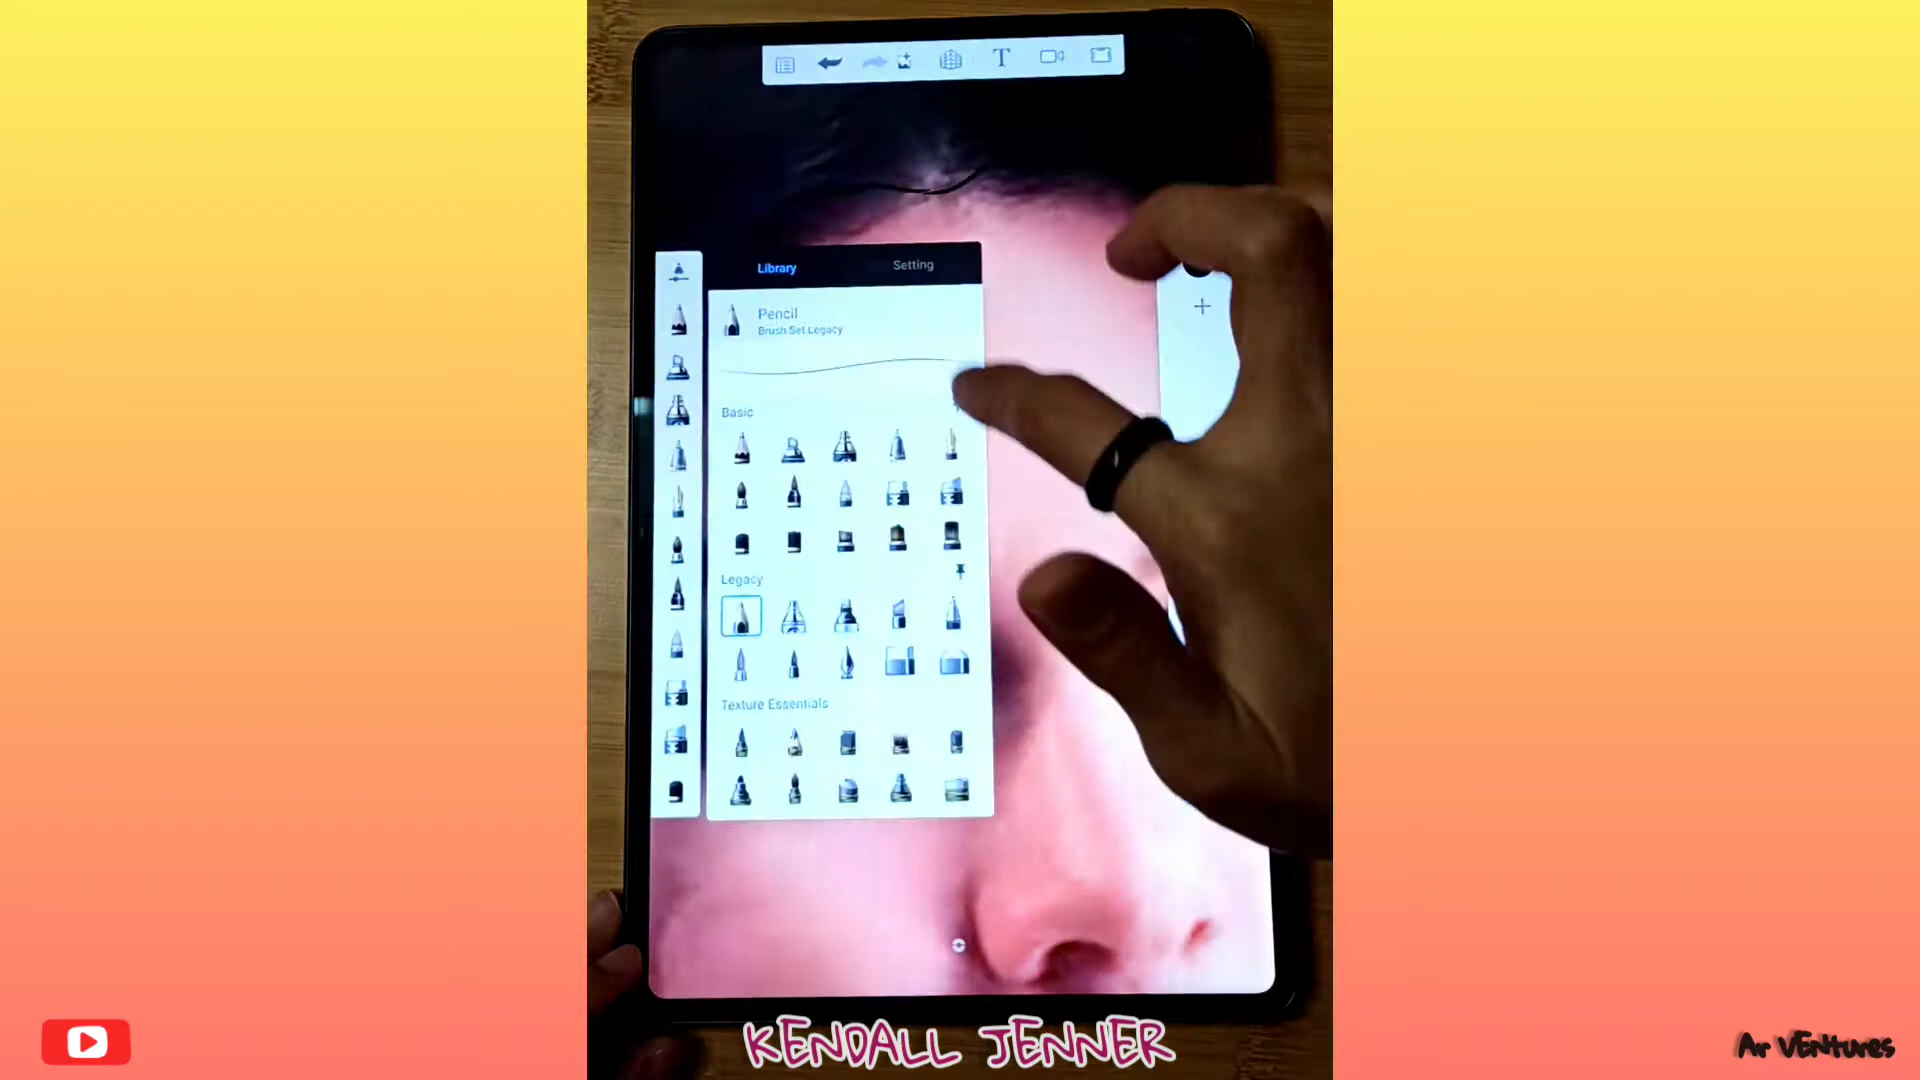 T
Library Setting
Pencil
Brush Set:Legacy
Basic
Legacy
Texture Essentials
KENDALL JENNER
Ar VENtures